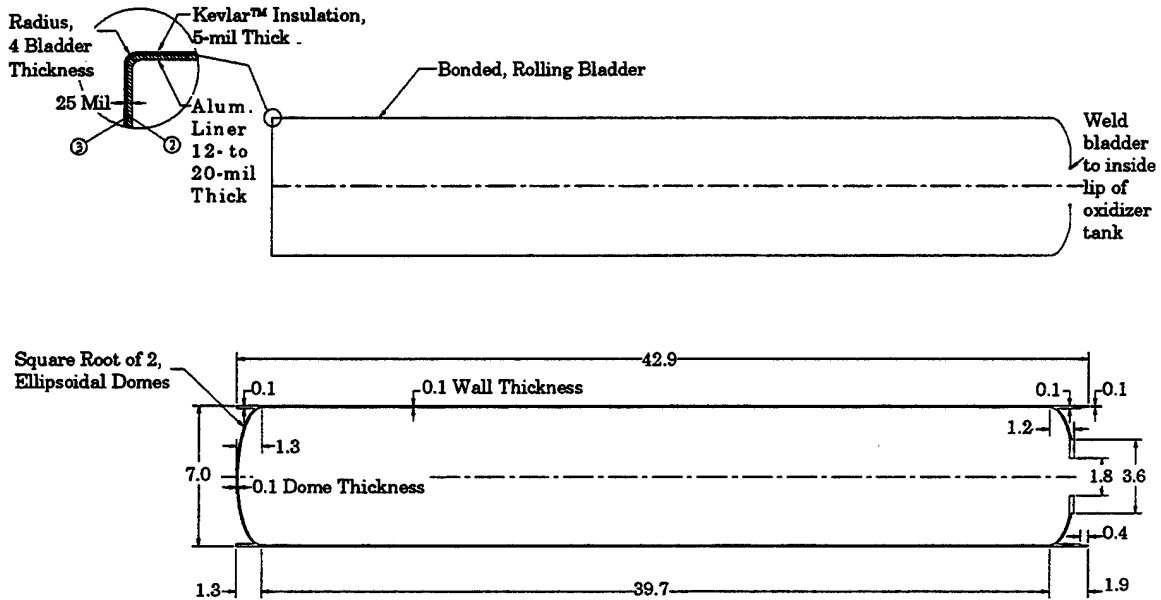 Radius,
4 Bladder
Thickness
Kevlar™ Insulation,
5-mil Thick .
25 Mil
3
2
Alum.
Liner
12- to
20-mil
Thick
Bonded, Rolling Bladder
Weld
bladder
to inside
lip of
oxidizer
tank
Square Root of 2,
Ellipsoidal Domes
42.9
0.1
0.1 Wall Thickness
0.1
0.1
1.3
1.2
7.0
0.1 Dome Thickness
1.8
3.6
0.4
1.3
39.7
1.9